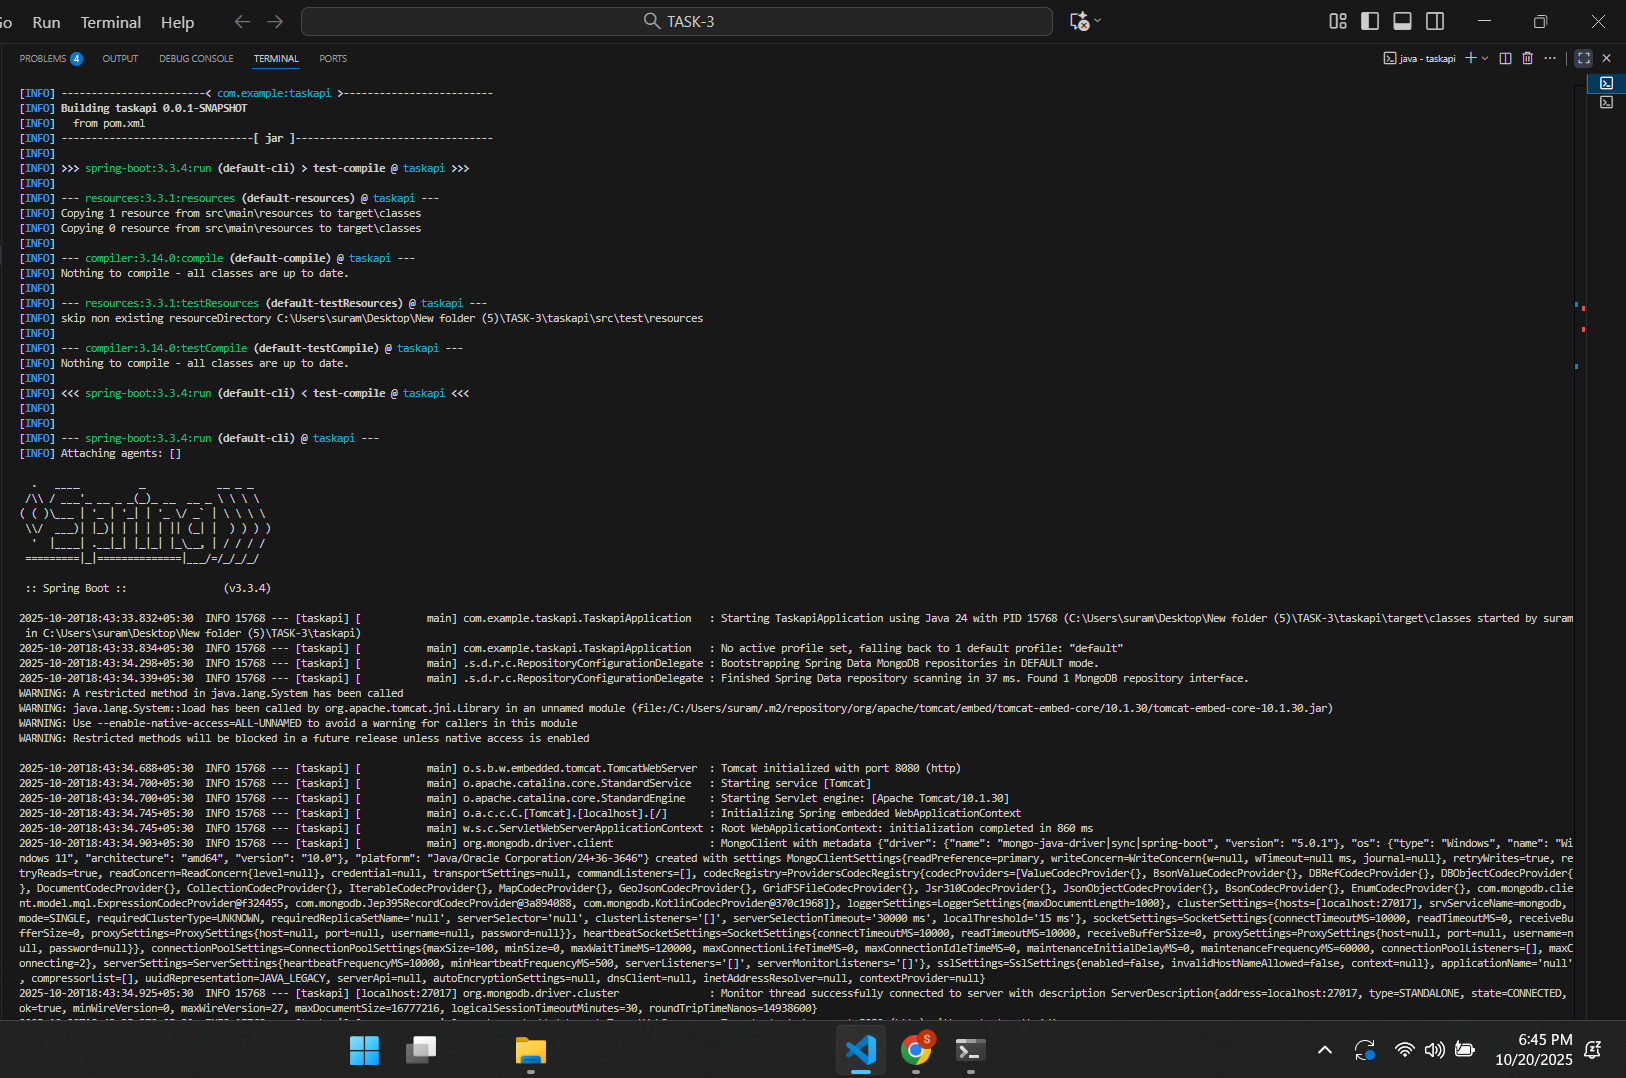 Run Terminal Help
TASK-3
PROBLEMS 4 OUTPUT DEBUG CONSOLE TERMINAL PORTS
java - taskapi
[INFO] ------------------------< com.example:taskapi >-------------------------
[INFO] Building taskapi 0.0.1-SNAPSHOT
[INFO]   from pom.xml
[INFO] --------------------------------[ jar ]---------------------------------
[INFO]
[INFO] >>> spring-boot:3.3.4:run (default-cli) > test-compile @ taskapi >>>
[INFO]
[INFO] --- resources:3.3.1:resources (default-resources) @ taskapi ---
[INFO] Copying 1 resource from src\main\resources to target\classes
[INFO] Copying 0 resource from src\main\resources to target\classes
[INFO]
[INFO] --- compiler:3.14.0:compile (default-compile) @ taskapi ---
[INFO] Nothing to compile - all classes are up to date.
[INFO]
[INFO] --- resources:3.3.1:testResources (default-testResources) @ taskapi ---
[INFO] skip non existing resourceDirectory C:\Users\suram\Desktop\New folder (5)\TASK-3\taskapi\src\test\resources
[INFO]
[INFO] --- compiler:3.14.0:testCompile (default-testCompile) @ taskapi ---
[INFO] Nothing to compile - all classes are up to date.
[INFO]
[INFO] <<< spring-boot:3.3.4:run (default-cli) < test-compile @ taskapi <<<
[INFO]
[INFO]
[INFO] --- spring-boot:3.3.4:run (default-cli) @ taskapi ---
[INFO] Attaching agents: []
:: Spring Boot ::                (v3.3.4)
2025-10-20T18:43:33.832+05:30  INFO 15768 --- [taskapi] [           main] com.example.taskapi.TaskapiApplication   : Starting TaskapiApplication using Java 24 with PID 15768 (C:\Users\suram\Desktop\New folder (5)\TASK-3\taskapi\target\classes started by suram
in C:\Users\suram\Desktop\New folder (5)\TASK-3\taskapi)
2025-10-20T18:43:33.834+05:30  INFO 15768 --- [taskapi] [           main] com.example.taskapi.TaskapiApplication   : No active profile set, falling back to 1 default profile: "default"
2025-10-20T18:43:34.298+05:30  INFO 15768 --- [taskapi] [           main] .s.d.r.c.RepositoryConfigurationDelegate : Bootstrapping Spring Data MongoDB repositories in DEFAULT mode.
2025-10-20T18:43:34.339+05:30  INFO 15768 --- [taskapi] [           main] .s.d.r.c.RepositoryConfigurationDelegate : Finished Spring Data repository scanning in 37 ms. Found 1 MongoDB repository interface.
WARNING: A restricted method in java.lang.System has been called
WARNING: java.lang.System::load has been called by org.apache.tomcat.jni.Library in an unnamed module (file:/C:/Users/suram/.m2/repository/org/apache/tomcat/embed/tomcat-embed-core/10.1.30/tomcat-embed-core-10.1.30.jar)
WARNING: Use --enable-native-access=ALL-UNNAMED to avoid a warning for callers in this module
WARNING: Restricted methods will be blocked in a future release unless native access is enabled
2025-10-20T18:43:34.688+05:30  INFO 15768 --- [taskapi] [           main] o.s.b.w.embedded.tomcat.TomcatWebServer  : Tomcat initialized with port 8080 (http)
2025-10-20T18:43:34.700+05:30  INFO 15768 --- [taskapi] [           main] o.apache.catalina.core.StandardService   : Starting service [Tomcat]
2025-10-20T18:43:34.700+05:30  INFO 15768 --- [taskapi] [           main] o.apache.catalina.core.StandardEngine    : Starting Servlet engine: [Apache Tomcat/10.1.30]
2025-10-20T18:43:34.745+05:30  INFO 15768 --- [taskapi] [           main] o.a.c.c.C.[Tomcat].[localhost].[/]       : Initializing Spring embedded WebApplicationContext
2025-10-20T18:43:34.745+05:30  INFO 15768 --- [taskapi] [           main] w.s.c.ServletWebServerApplicationContext : Root WebApplicationContext: initialization completed in 860 ms
2025-10-20T18:43:34.903+05:30  INFO 15768 --- [taskapi] [           main] org.mongodb.driver.client                : MongoClient with metadata {"driver": {"name": "mongo-java-driver|sync|spring-boot", "version": "5.0.1"}, "os": {"type": "Windows", "name": "Wi
ndows 11", "architecture": "amd64", "version": "10.0"}, "platform": "Java/Oracle Corporation/24+36-3646"} created with settings MongoClientSettings{readPreference=primary, writeConcern=WriteConcern{w=null, wTimeout=null ms, journal=null}, retryWrites=true, re
tryReads=true, readConcern=ReadConcern{level=null}, credential=null, transportSettings=null, commandListeners=[], codecRegistry=ProvidersCodecRegistry{codecProviders=[ValueCodecProvider{}, BsonValueCodecProvider{}, DBRefCodecProvider{}, DBObjectCodecProvider{
}, DocumentCodecProvider{}, CollectionCodecProvider{}, IterableCodecProvider{}, MapCodecProvider{}, GeoJsonCodecProvider{}, GridFSFileCodecProvider{}, Jsr310CodecProvider{}, JsonObjectCodecProvider{}, BsonCodecProvider{}, EnumCodecProvider{}, com.mongodb.clie
nt.model.mql.ExpressionCodecProvider@f324455, com.mongodb.Jep395RecordCodecProvider@3a894088, com.mongodb.KotlinCodecProvider@370c1968]}, loggerSettings=LoggerSettings{maxDocumentLength=1000}, clusterSettings={hosts=[localhost:27017], srvServiceName=mongodb,
mode=SINGLE, requiredClusterType=UNKNOWN, requiredReplicaSetName='null', serverSelector='null', clusterListeners='[]', serverSelectionTimeout='30000 ms', localThreshold='15 ms'}, socketSettings=SocketSettings{connectTimeoutMS=10000, readTimeoutMS=0, receiveBu
fferSize=0, proxySettings=ProxySettings{host=null, port=null, username=null, password=null}}, heartbeatSocketSettings=SocketSettings{connectTimeoutMS=10000, readTimeoutMS=10000, receiveBufferSize=0, proxySettings=ProxySettings{host=null, port=null, username=n
ull, password=null}}, connectionPoolSettings=ConnectionPoolSettings{maxSize=100, minSize=0, maxWaitTimeMS=120000, maxConnectionLifeTimeMS=0, maxConnectionIdleTimeMS=0, maintenanceInitialDelayMS=0, maintenanceFrequencyMS=60000, connectionPoolListeners=[], maxC
onnecting=2}, serverSettings=ServerSettings{heartbeatFrequencyMS=10000, minHeartbeatFrequencyMS=500, serverListeners='[]', serverMonitorListeners='[]'}, sslSettings=SslSettings{enabled=false, invalidHostNameAllowed=false, context=null}, applicationName='null'
, compressorList=[], uuidRepresentation=JAVA_LEGACY, serverApi=null, autoEncryptionSettings=null, dnsClient=null, inetAddressResolver=null, contextProvider=null}
2025-10-20T18:43:34.925+05:30  INFO 15768 --- [taskapi] [localhost:27017] org.mongodb.driver.cluster               : Monitor thread successfully connected to server with description ServerDescription{address=localhost:27017, type=STANDALONE, state=CONNECTED,
ok=true, minWireVersion=0, maxWireVersion=27, maxDocumentSize=16777216, logicalSessionTimeoutMinutes=30, roundTripTimeNanos=14938600}
S
6:45 PM
10/20/2025